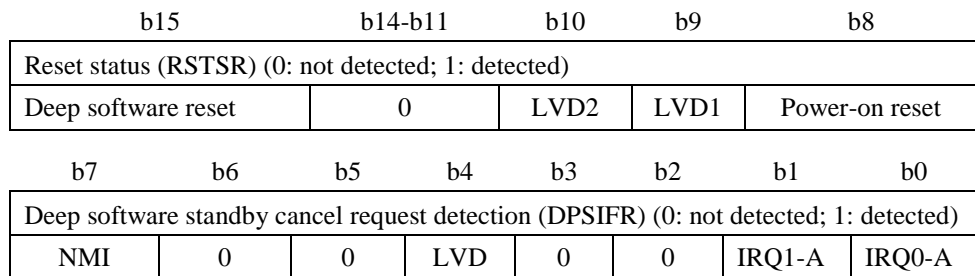 b15 b14-b11 b10 b9 b8
Reset status (RSTSR) (0: not detected; 1: detected)
Deep software reset 0 LVD2 LVD1 Power-on reset
b7 b6 b5 b4 b3 b2 b1 b0
Deep software standby cancel request detection (DPSIFR) (0: not detected; 1: detected)
NMI 0 0 LVD 0 0 IRQ1-A IRQ0-A